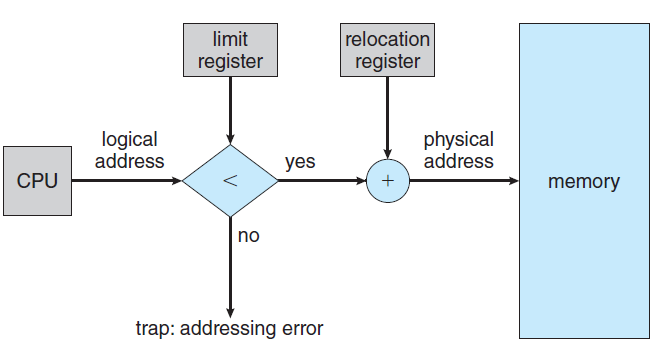 limit
register
relocation
register
logical
address
physical
address
CPU
<
yes
+
memory
no
trap: addressing error